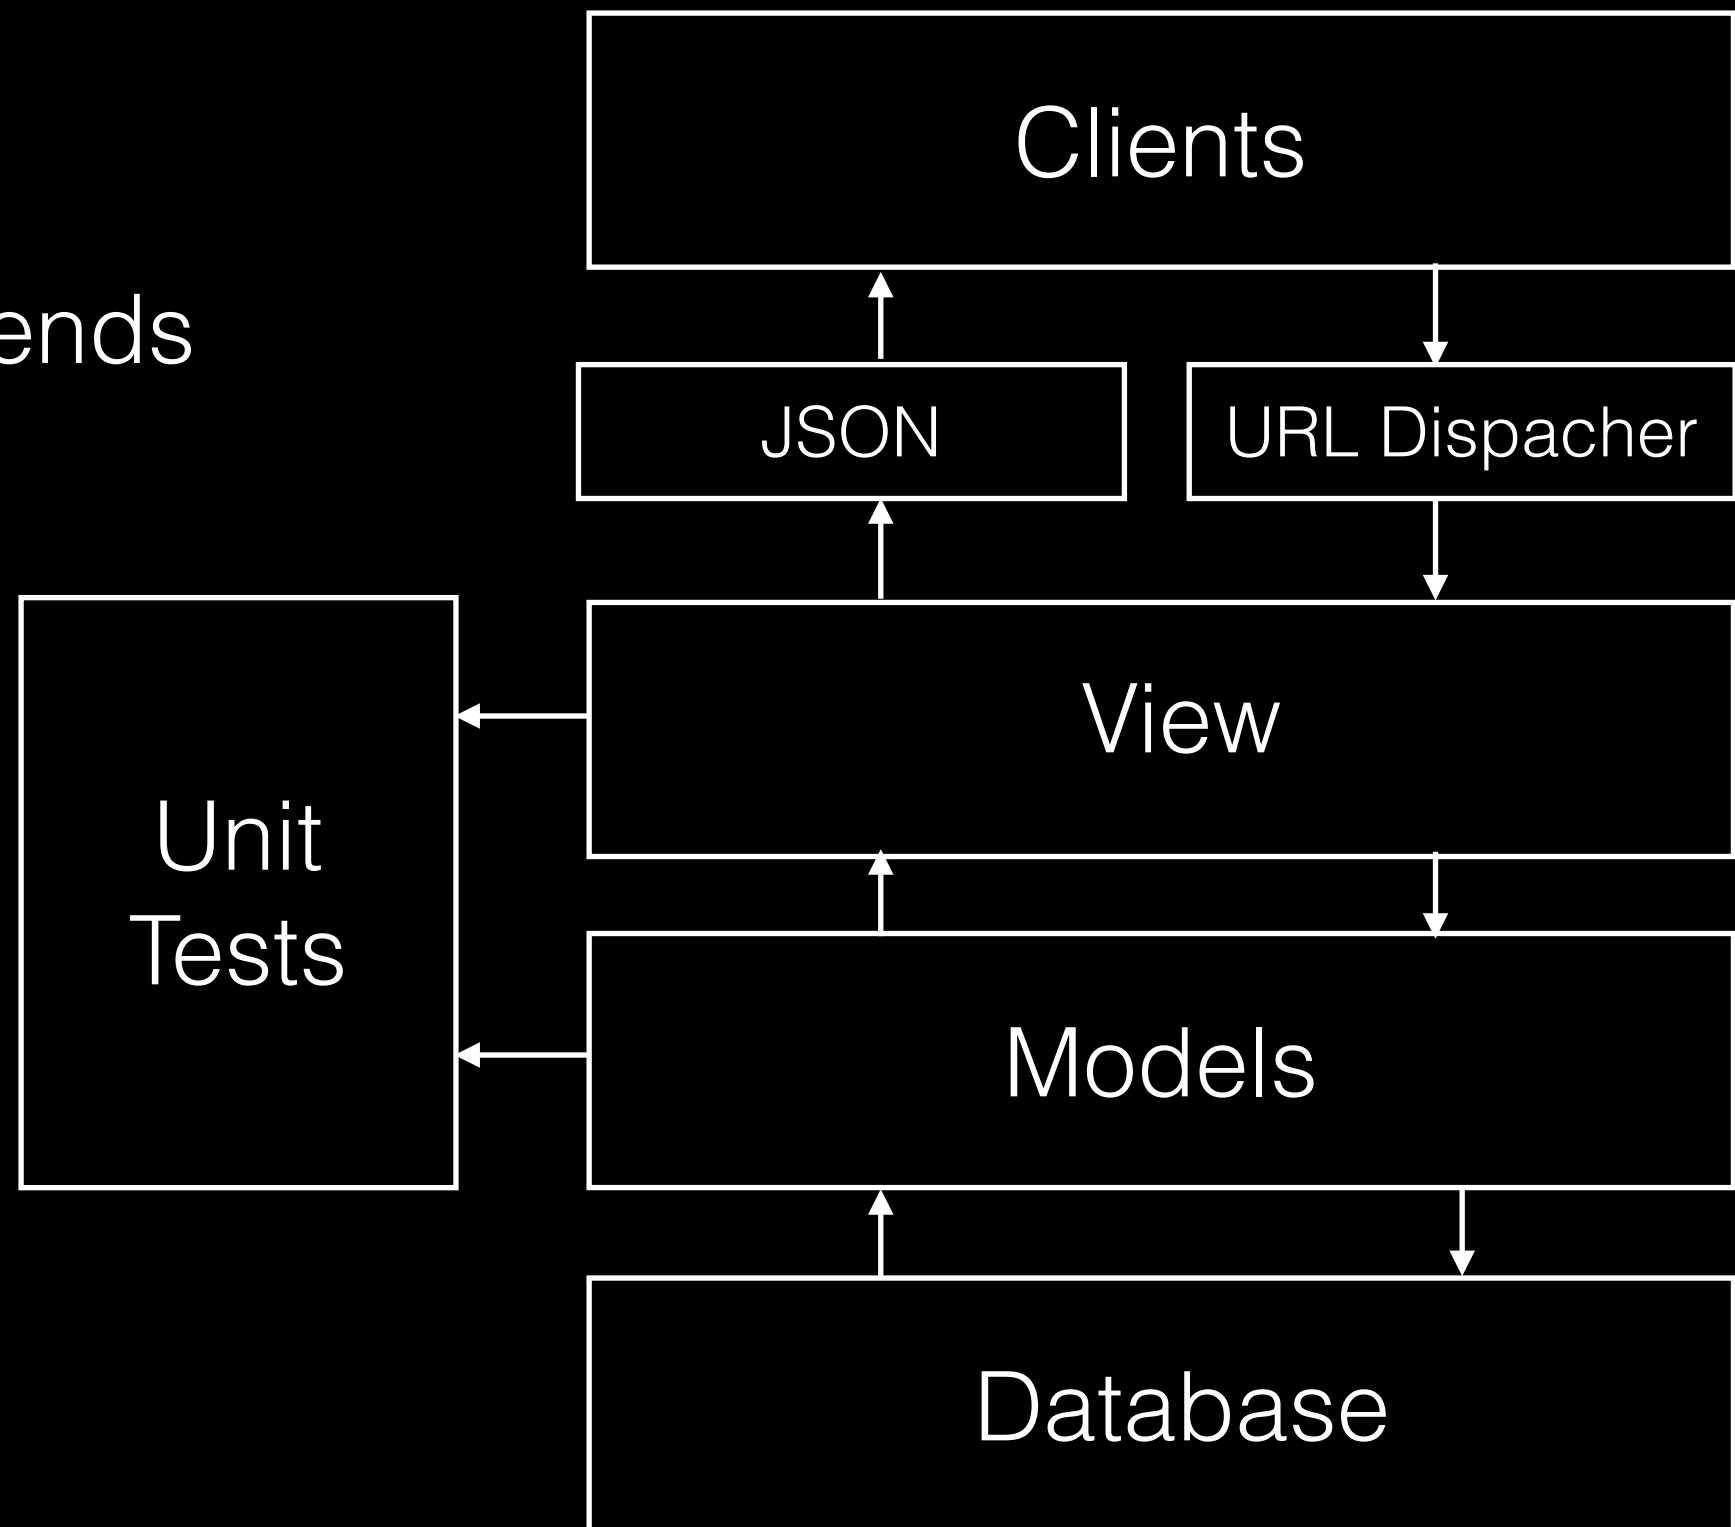 Clients
ends
JSON
URL Dispacher
View
Unit
Tests
Models
Database